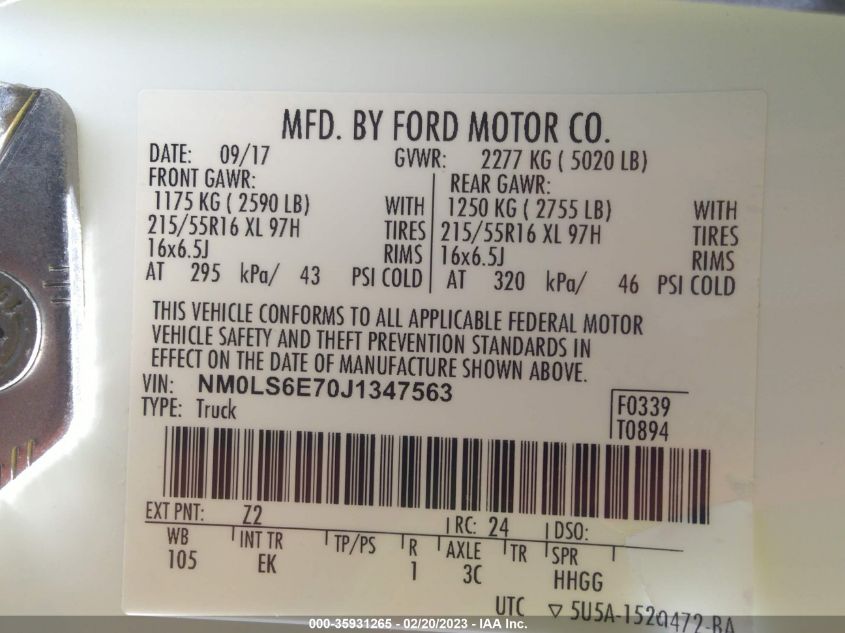 MFD. BY FORD MOTOR CO.
DATE: 09/17 GVWR: 2277 KG ( 5020 LB)
FRONT GAWR: REAR GAWR:
1175 KG ( 2590 LB) WITH 1250 KG ( 2755 LB) WITH
215/55R16 XL 97H TIRES 215/55R16 XL 97H TIRES
16x6.5J RIMS 16x6.5J RIMS
AT 295 kPa/ 43 PSI COLD AT 320 kPa/ 46 PSI COLD
THIS VEHICLE CONFORMS TO ALL APPLICABLE FEDERAL MOTOR
VEHICLE SAFETY AND THEFT PREVENTION STANDARDS IN
EFFECT ON THE DATE OF MANUFACTURE SHOWN ABOVE.
VIN: NM0LS6E70J1347563
TYPE: Truck F0339
T0894
EXT PNT: Z2 RC: 24 DSO:
WB INT TR TP/PS R AXLE TR SPR
105 EK 1 3C HHGG
UTC ▽ 5U5A-1520472-BA
000-35931265 - 02/20/2023 - © IAA Inc.